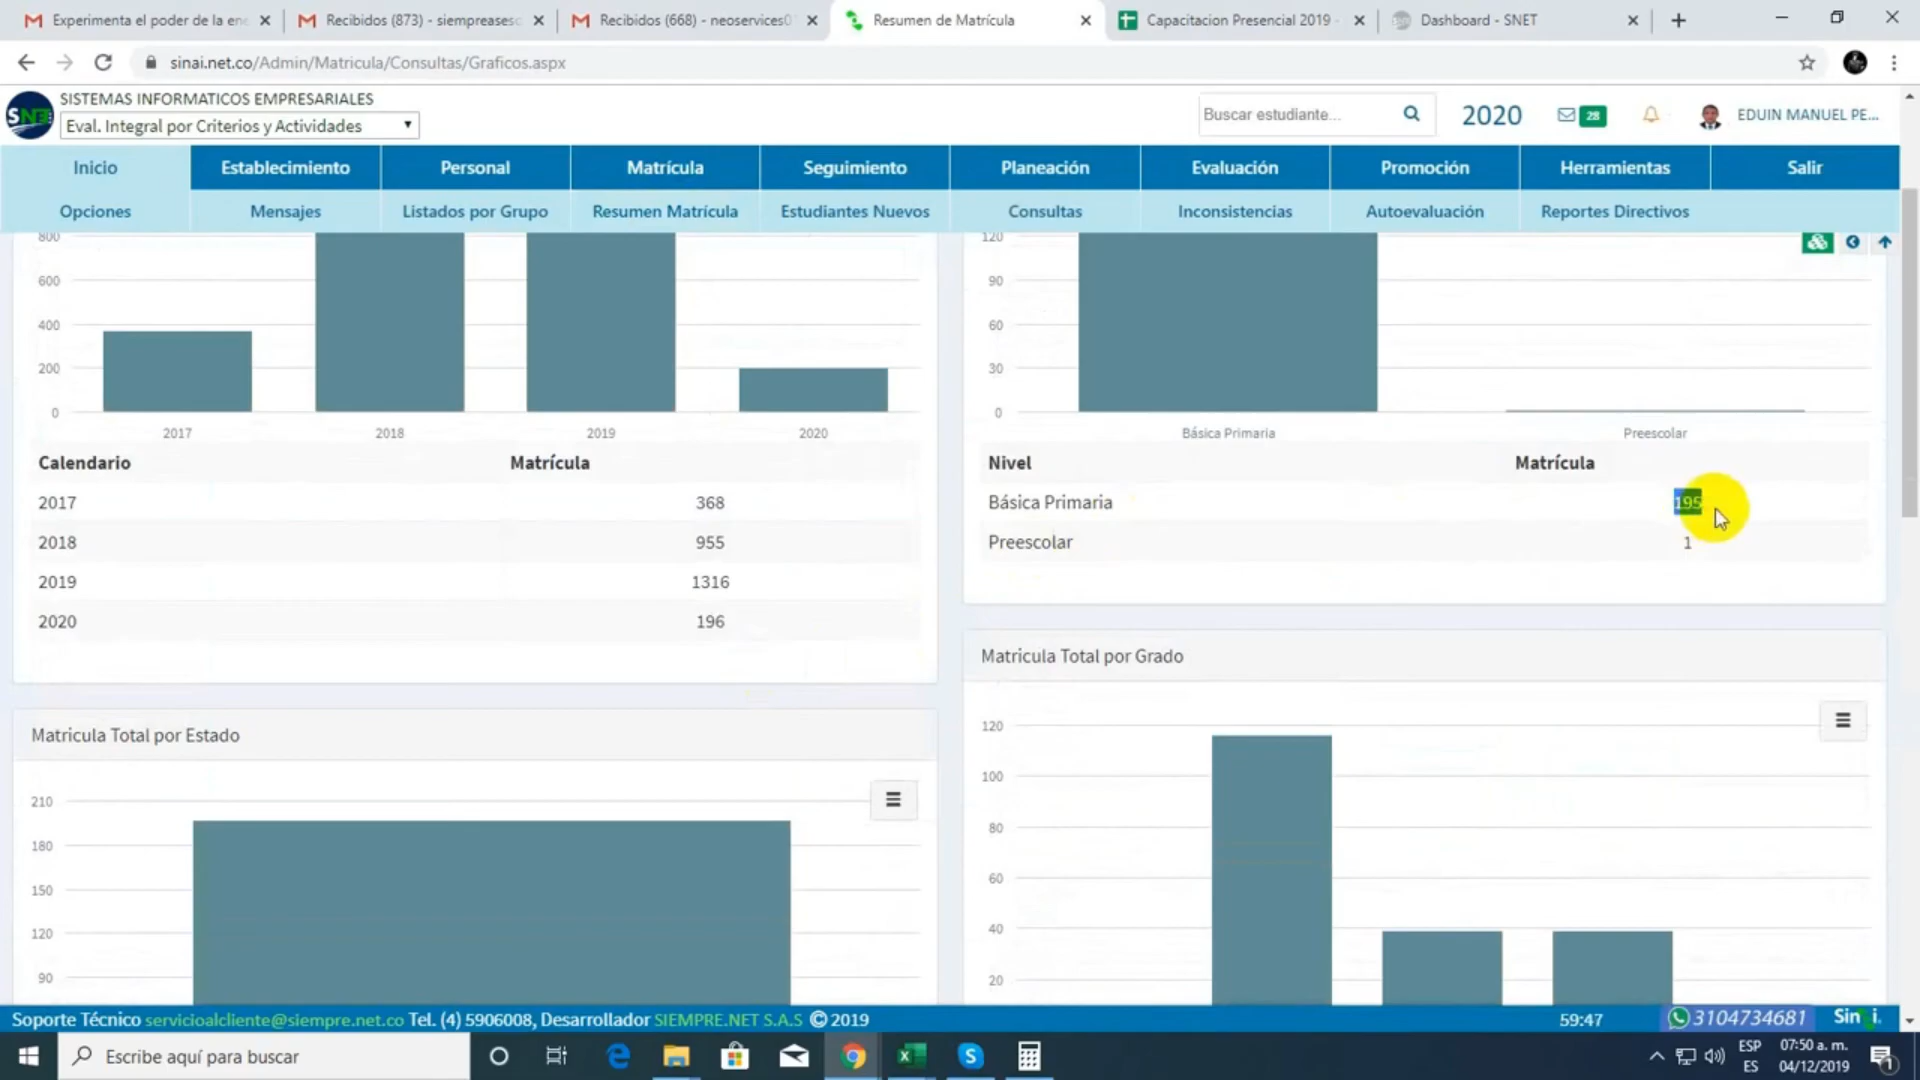 Experimenta el poder de la ene
Recibidos (873) - siempreaseso
Recibidos (668) - neoservices0
Resumen de Matrícula
Capacitacion Presencial 2019 -
Dashboard - SNET
sinai.net.co/Admin/Matricula/Consultas/Graficos.aspx
SISTEMAS INFORMATICOS EMPRESARIALES
Eval. Integral por Criterios y Actividades
Buscar estudiante...
2020
28
EDUIN MANUEL PE...
Inicio
Establecimiento
Personal
Matrícula
Seguimiento
Planeación
Evaluación
Promoción
Herramientas
Salir
Opciones
Mensajes
Listados por Grupo
Resumen Matrícula
Estudiantes Nuevos
Consultas
Inconsistencias
Autoevaluación
Reportes Directivos
800
600
400
200
0
2017
2018
2019
2020
Calendario Matrícula
2017 368
2018 955
2019 1316
2020 196
120
90
60
30
0
Básica Primaria
Preescolar
Nivel Matrícula
Básica Primaria 195
Preescolar 1
Matricula Total por Estado
210
180
150
120
90
Matricula Total por Grado
120
100
80
60
40
20
Soporte Técnico servicioalcliente@siempre.net.co Tel. (4) 5906008, Desarrollador SIEMPRE.NET S.A.S © 2019
59:47
3104734681
Sin i.
Escribe aquí para buscar
ESP
ES
07:50 a. m.
04/12/2019
1